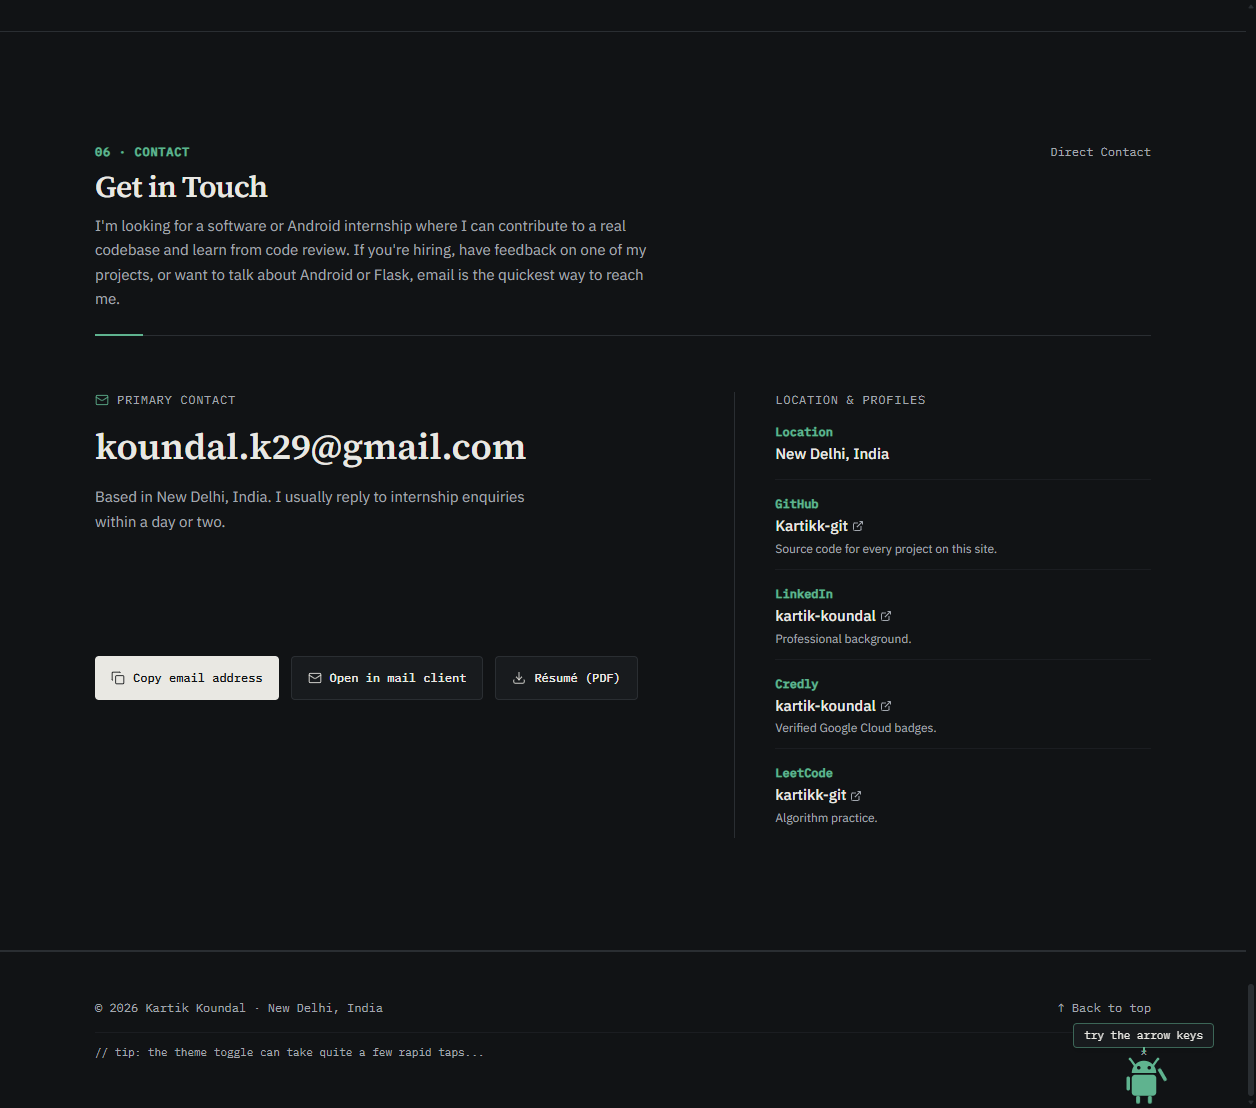 06 · CONTACT
Direct Contact
Get in Touch
I'm looking for a software or Android internship where I can contribute to a real
codebase and learn from code review. If you're hiring, have feedback on one of my
projects, or want to talk about Android or Flask, email is the quickest way to reach
me.
PRIMARY CONTACT
koundal.k29@gmail.com
Based in New Delhi, India. I usually reply to internship enquiries
within a day or two.
Copy email address
Open in mail client
Résumé (PDF)
LOCATION & PROFILES
Location
New Delhi, India
GitHub
Kartikk-git
Source code for every project on this site.
LinkedIn
kartik-koundal
Professional background.
Credly
kartik-koundal
Verified Google Cloud badges.
LeetCode
kartikk-git
Algorithm practice.
© 2026 Kartik Koundal · New Delhi, India
↑ Back to top
try the arrow keys
// tip: the theme toggle can take quite a few rapid taps...